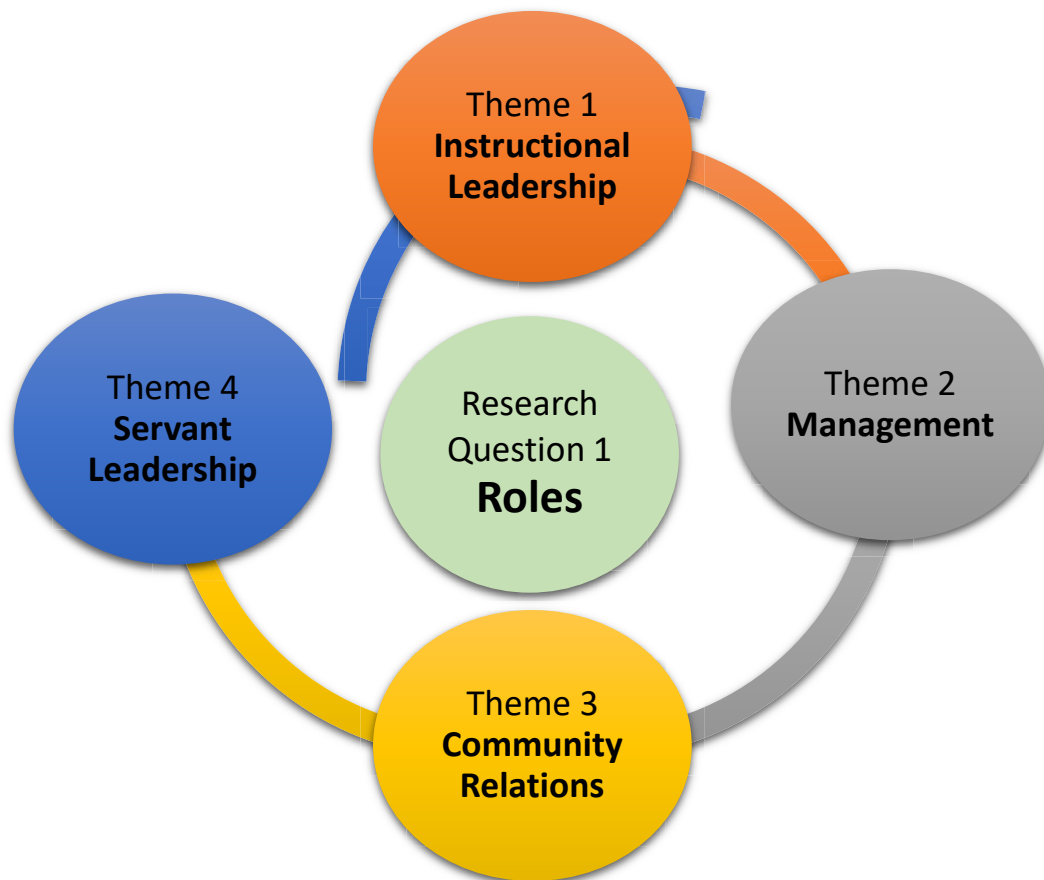 Theme 1
Instructional
Leadership
Theme 2
Management
Theme 4
Servant
Leadership
Research
Question 1
Roles
Theme 3
Community
Relations